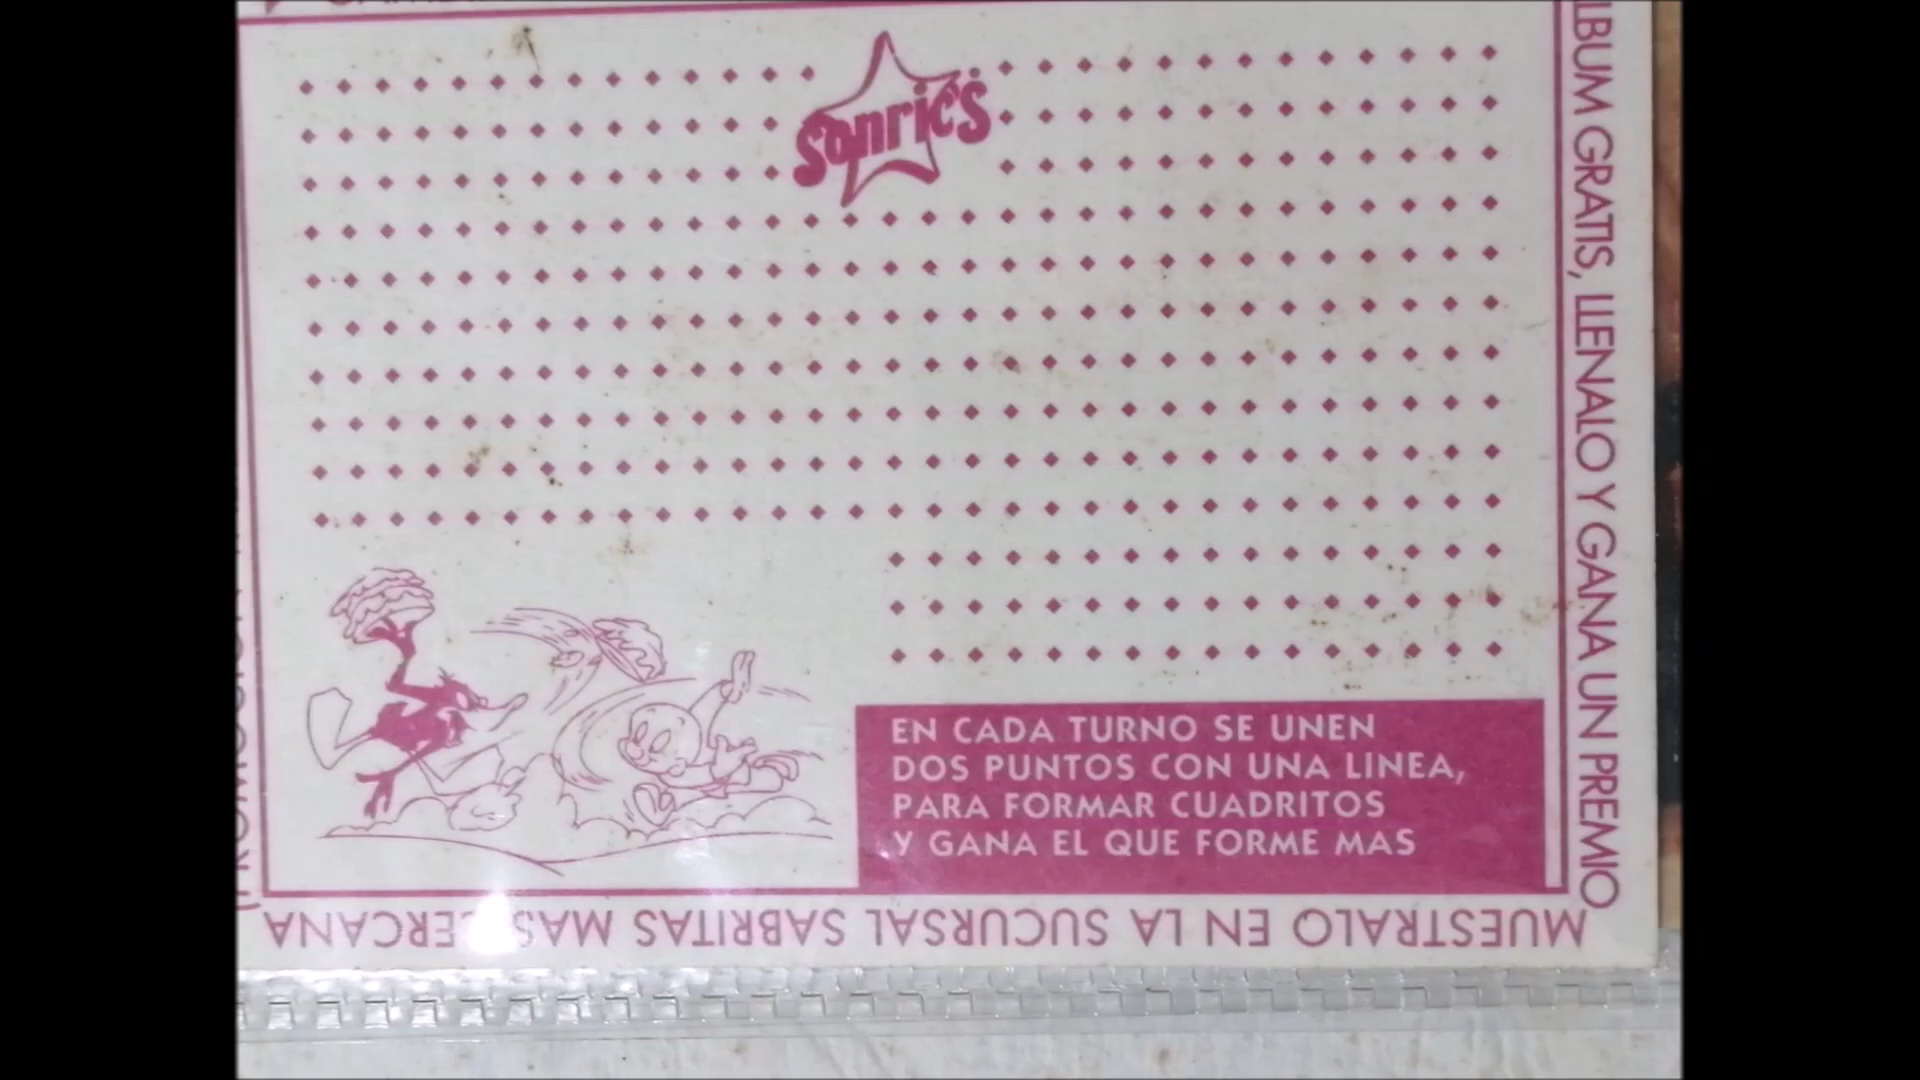 Sonric's
EN CADA TURNO SE UNEN
DOS PUNTOS CON UNA LINEA,
PARA FORMAR CUADRITOS
Y GANA EL QUE FORME MAS
LBUM GRATIS, LLENALO Y GANA UN PREMIO
MUESTRALO EN LA SUCURSAL SABRITAS MAS CERCANA